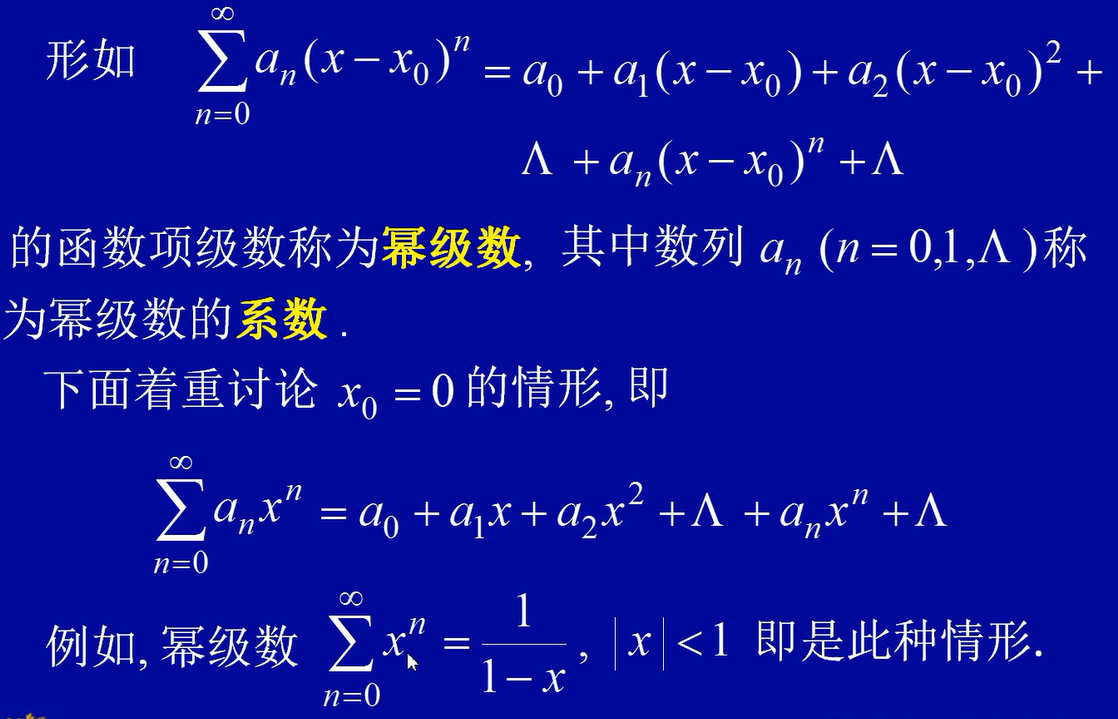 形如 $\sum_{n=0}^{\infty} a_n (x - x_0)^n = a_0 + a_1(x - x_0) + a_2(x - x_0)^2 +$
$\Lambda + a_n (x - x_0)^n + \Lambda$
的函数项级数称为幂级数, 其中数列 $a_n$ $(n = 0,1,\Lambda)$ 称
为幂级数的系数 .
下面着重讨论 $x_0 = 0$ 的情形, 即
$\sum_{n=0}^{\infty} a_n x^n = a_0 + a_1 x + a_2 x^2 + \Lambda + a_n x^n + \Lambda$
例如, 幂级数 $\sum_{n=0}^{\infty} x^n = \frac{1}{1-x}, |x| < 1$ 即是此种情形.